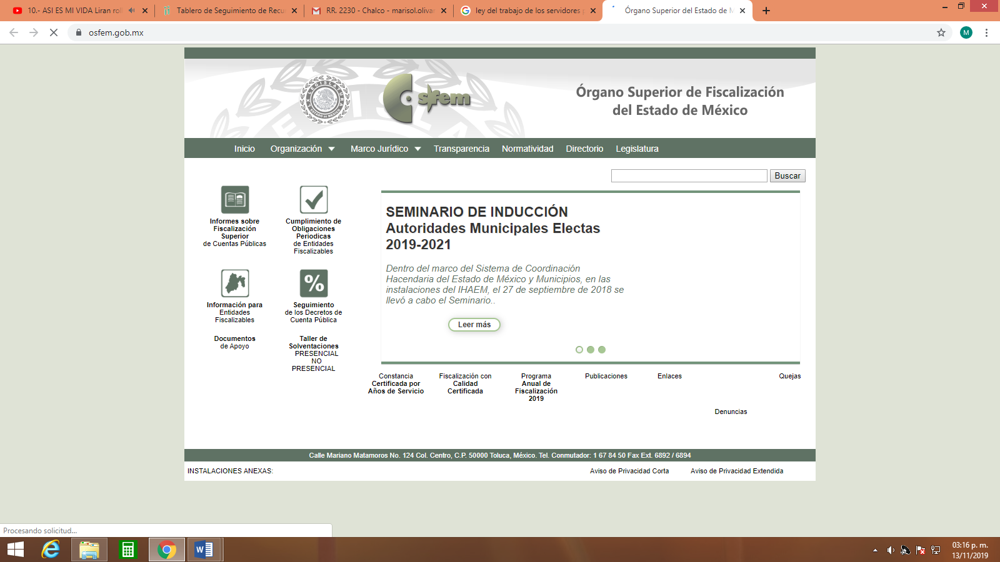 10.- ASI ES MI VIDA Liran rol
Tablero de Seguimiento de Recu
RR. 2230 - Chalco - marisol.olivar
ley del trabajo de los servidores p
Órgano Superior del Estado de M
osfem.gob.mx
M
Osfem
Órgano Superior de Fiscalización
del Estado de México
Inicio
Organización
Marco Jurídico
Transparencia
Normatividad
Directorio
Legislatura
Buscar
Informes sobre
Fiscalización
Superior
de Cuentas Públicas
Cumplimiento de
Obligaciones
Periodicas
de Entidades
Fiscalizables
SEMINARIO DE INDUCCIÓN
Autoridades Municipales Electas
2019-2021
Dentro del marco del Sistema de Coordinación
Hacendaria del Estado de México y Municipios, en las
instalaciones del IHAEM, el 27 de septiembre de 2018 se
llevó a cabo el Seminario..
Leer más
%
Información para
Entidades
Fiscalizables
Seguimiento
de los Decretos de
Cuenta Pública
Documentos
de Apoyo
Taller de
Solventaciones
PRESENCIAL
NO
PRESENCIAL
Constancia
Certificada por
Años de Servicio
Fiscalización con
Calidad
Certificada
Programa
Anual de
Fiscalización
2019
Publicaciones
Enlaces
Quejas
Denuncias
Calle Mariano Matamoros No. 124 Col. Centro, C.P. 50000 Toluca, México. Tel. Conmutador: 1 67 84 50 Fax Ext. 6892 / 6894
INSTALACIONES ANEXAS:
Aviso de Privacidad Corta
Aviso de Privacidad Extendida
Procesando solicitud...
03:16 p. m.
13/11/2019